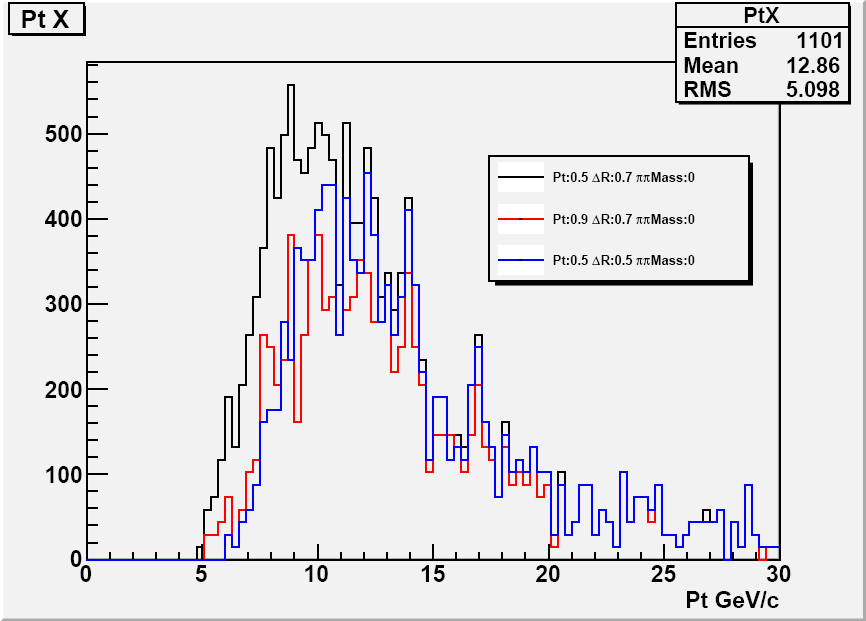 Pt X
PtX
Entries 1101
Mean 12.86
RMS 5.098
Pt:0.5 ΔR:0.7 ππMass:0
Pt:0.9 ΔR:0.7 ππMass:0
Pt:0.5 ΔR:0.5 ππMass:0
500
400
300
200
100
0
0 5 10 15 20 25 30
Pt GeV/c